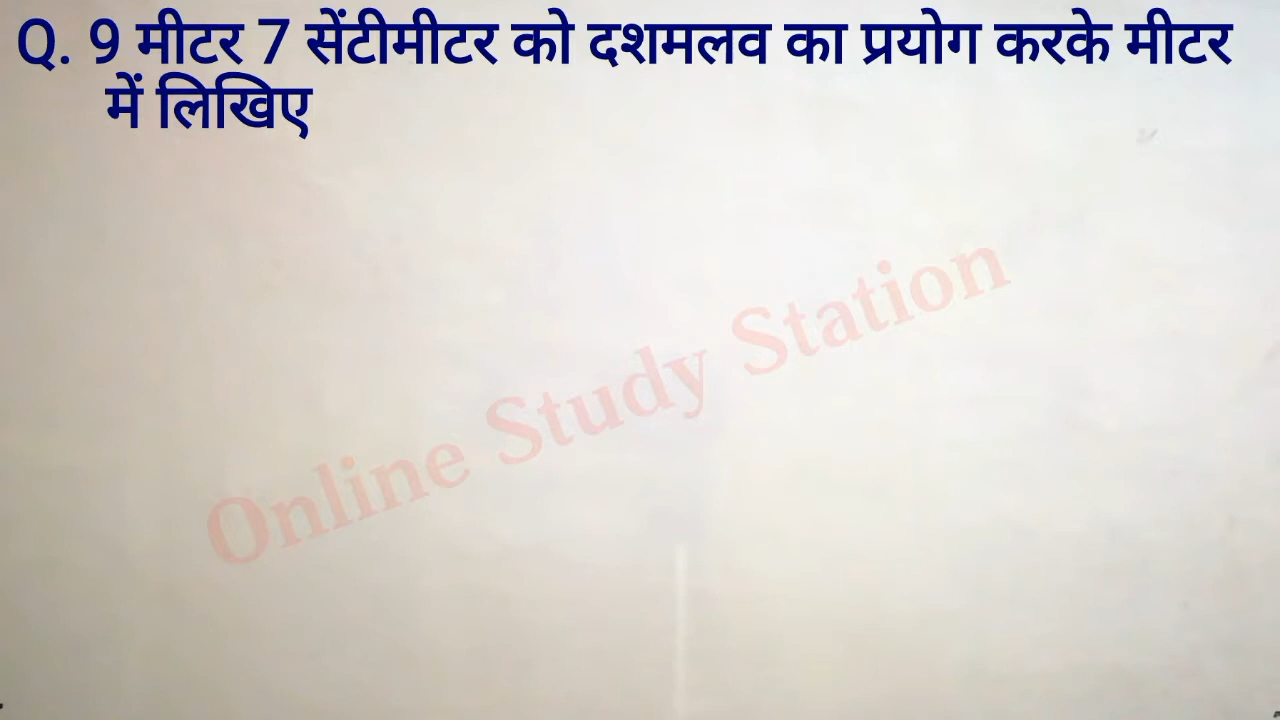 Q. 9 मीटर 7 सेंटीमीटर को दशमलव का प्रयोग करके मीटर
में लिखिए
Online Study Station